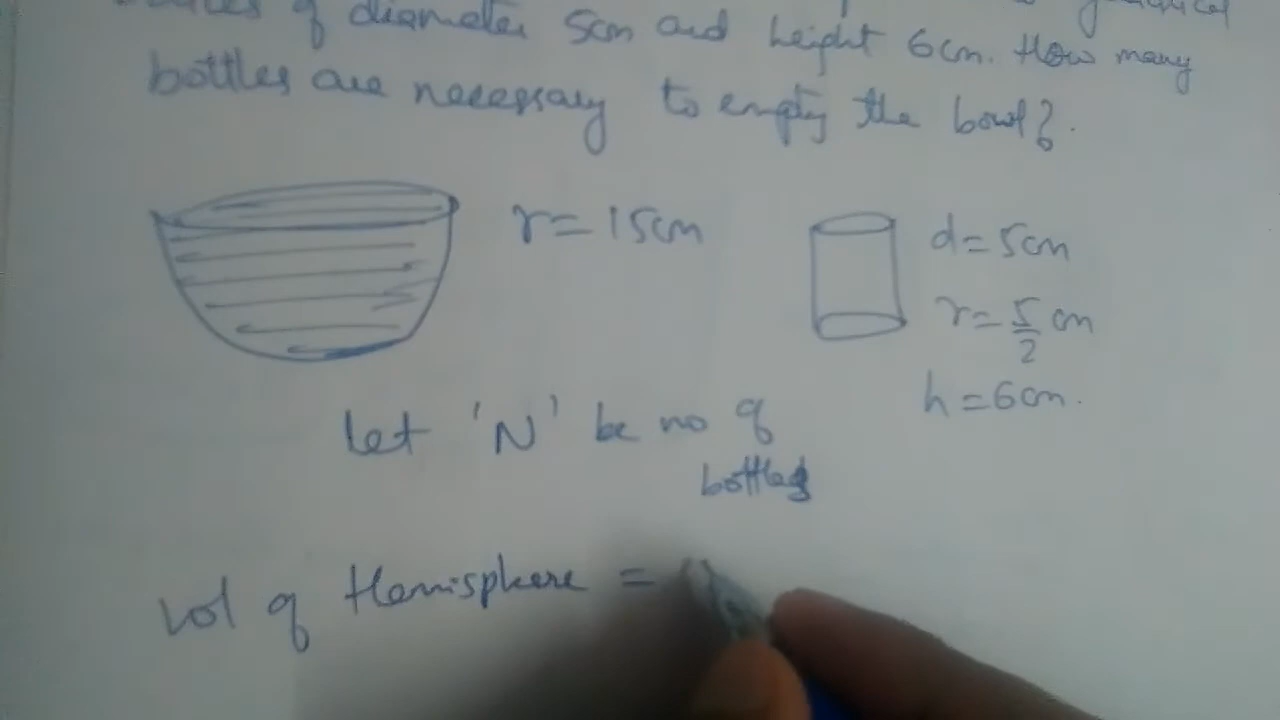 of diameter 5cm and height 6cm. How many
bottles are necessary to empty the bowl?.
r = 15cm
d = 5cm
r = 5/2 cm
h = 6cm.
Let 'N' be no of
bottles
Vol of Hemisphere =